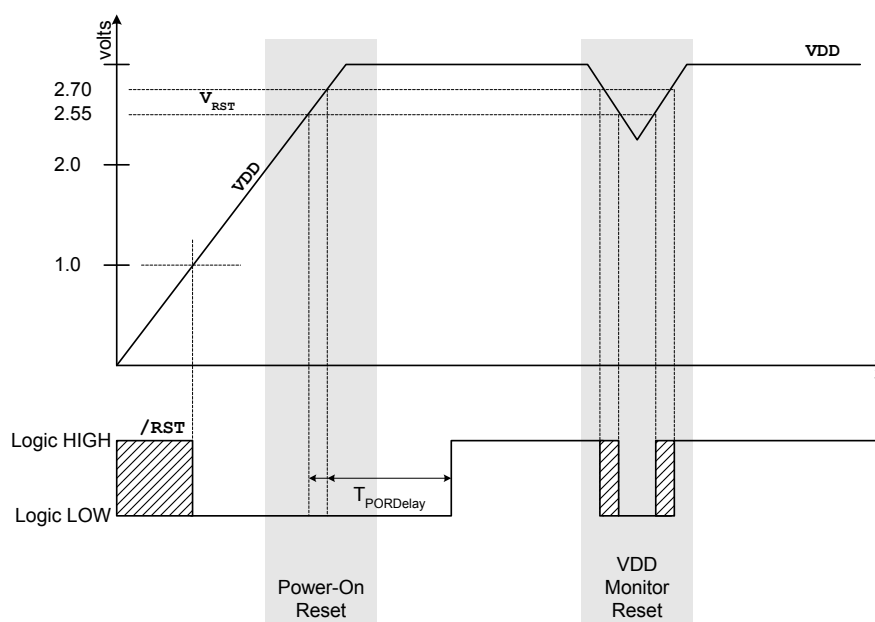 volts
VDD
2.70
V_RST
2.55
2.0
VDD
1.0
/RST
Logic HIGH
T_PORDelay
Logic LOW
Power-On
Reset
VDD
Monitor
Reset